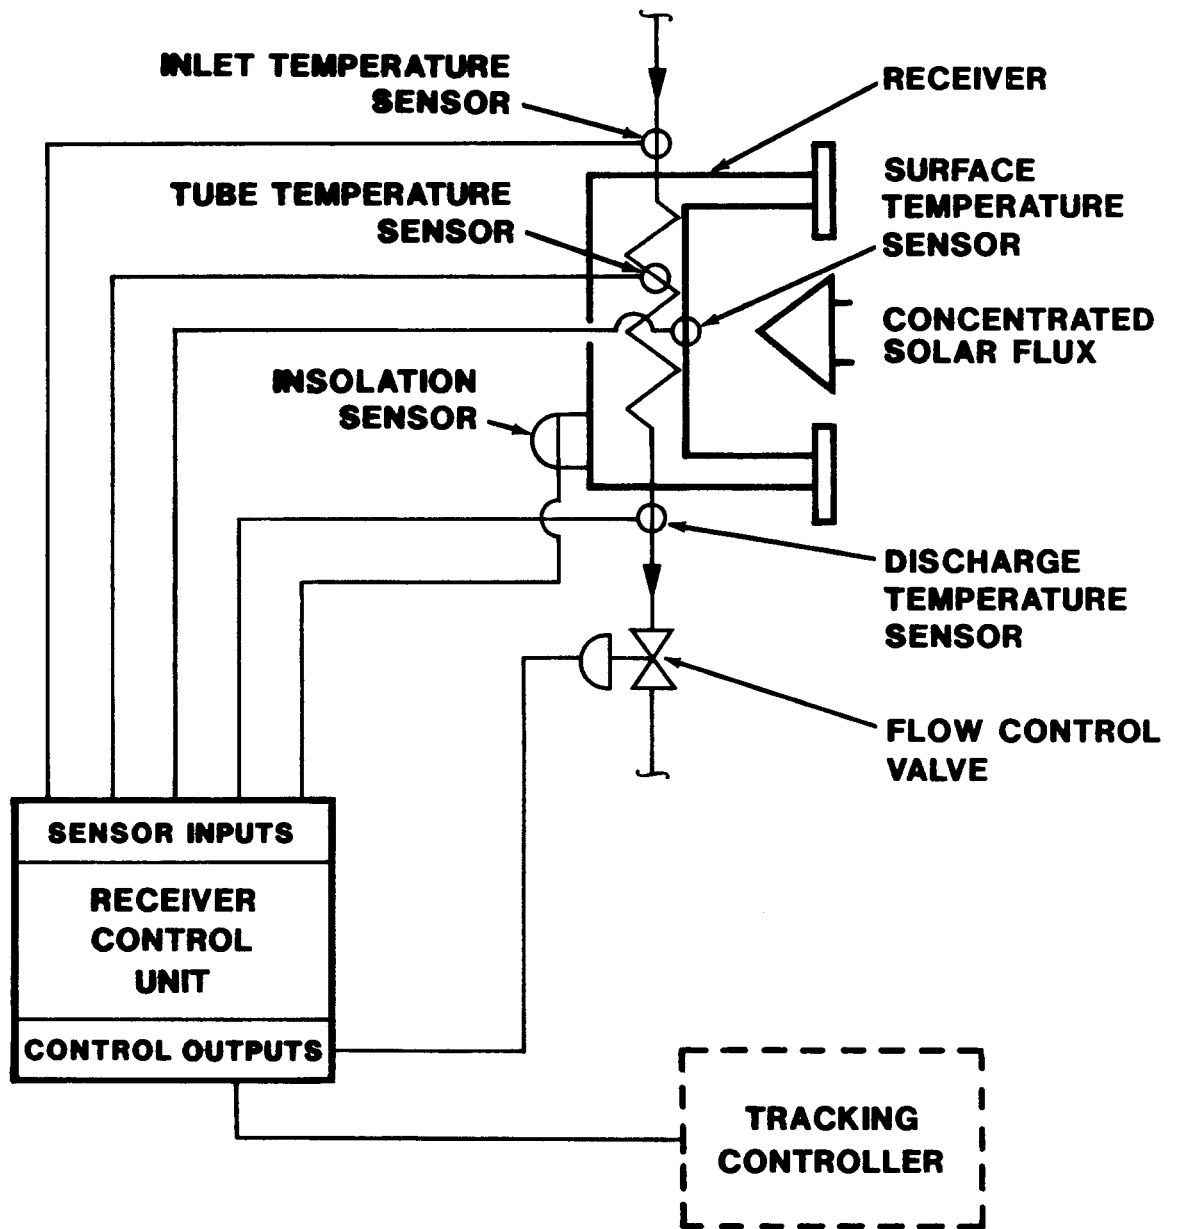 INLET TEMPERATURE
SENSOR
RECEIVER
TUBE TEMPERATURE
SENSOR
SURFACE
TEMPERATURE
SENSOR
CONCENTRATED
SOLAR FLUX
INSOLATION
SENSOR
DISCHARGE
TEMPERATURE
SENSOR
FLOW CONTROL
VALVE
SENSOR INPUTS
RECEIVER
CONTROL
UNIT
CONTROL OUTPUTS
TRACKING
CONTROLLER